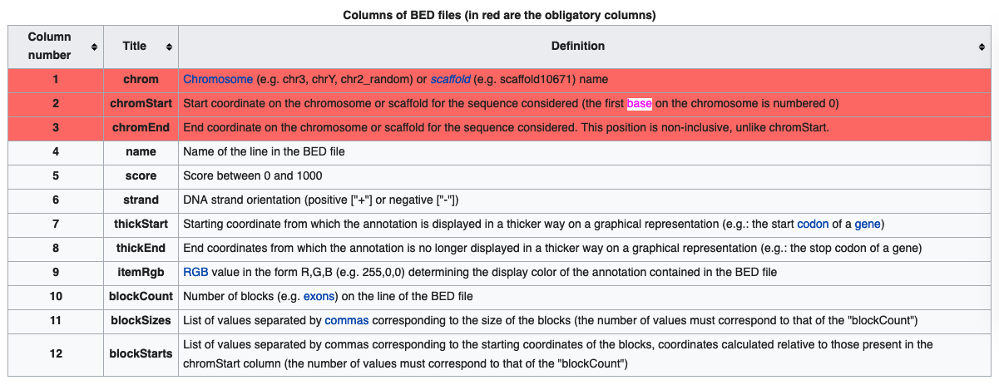 Columns of BED files (in red are the obligatory columns)
Column number Title Definition
1 chrom Chromosome (e.g. chr3, chrY, chr2_random) or scaffold (e.g. scaffold10671) name
2 chromStart Start coordinate on the chromosome or scaffold for the sequence considered (the first base on the chromosome is numbered 0)
3 chromEnd End coordinate on the chromosome or scaffold for the sequence considered. This position is non-inclusive, unlike chromStart.
4 name Name of the line in the BED file
5 score Score between 0 and 1000
6 strand DNA strand orientation (positive ["+"] or negative ["-"])
7 thickStart Starting coordinate from which the annotation is displayed in a thicker way on a graphical representation (e.g.: the start codon of a gene)
8 thickEnd End coordinates from which the annotation is no longer displayed in a thicker way on a graphical representation (e.g.: the stop codon of a gene)
9 itemRgb RGB value in the form R,G,B (e.g. 255,0,0) determining the display color of the annotation contained in the BED file
10 blockCount Number of blocks (e.g. exons) on the line of the BED file
11 blockSizes List of values separated by commas corresponding to the size of the blocks (the number of values must correspond to that of the "blockCount")
12 blockStarts List of values separated by commas corresponding to the starting coordinates of the blocks, coordinates calculated relative to those present in the
chromStart column (the number of values must correspond to that of the "blockCount")